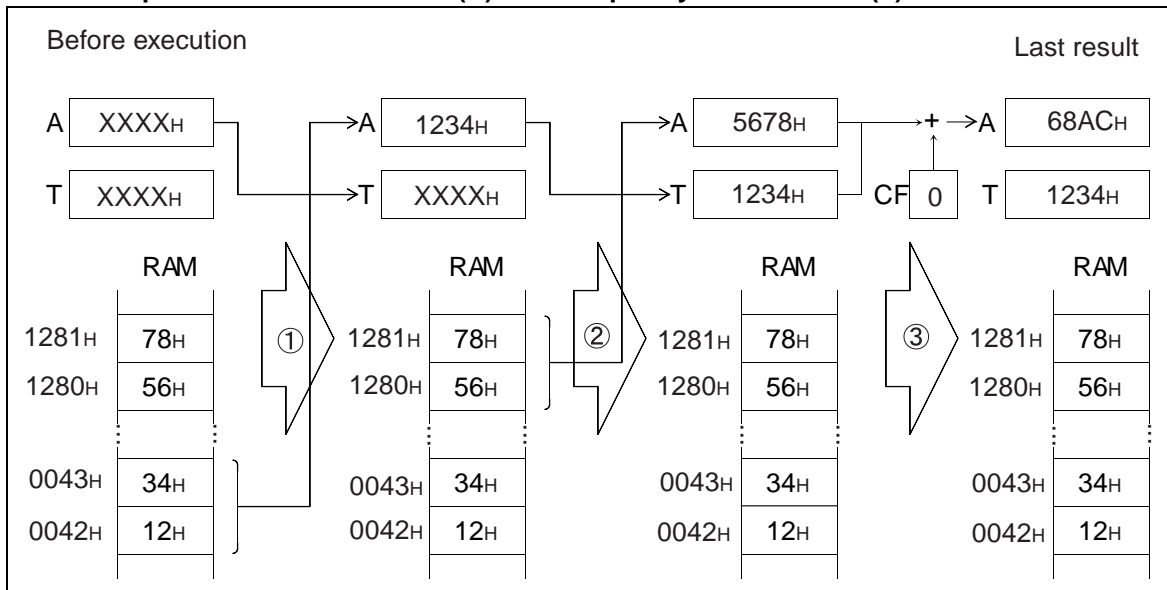 Before execution
Last result
A XXXXH A 1234H A 5678H + A 68ACH
T XXXXH T XXXXH T 1234H CF 0 T 1234H
RAM RAM RAM RAM
1281H 78H ① 1281H 78H ② 1281H 78H ③ 1281H 78H
1280H 56H 1280H 56H 1280H 56H 1280H 56H
0043H 34H 0043H 34H 0043H 34H 0043H 34H
0042H 12H 0042H 12H 0042H 12H 0042H 12H